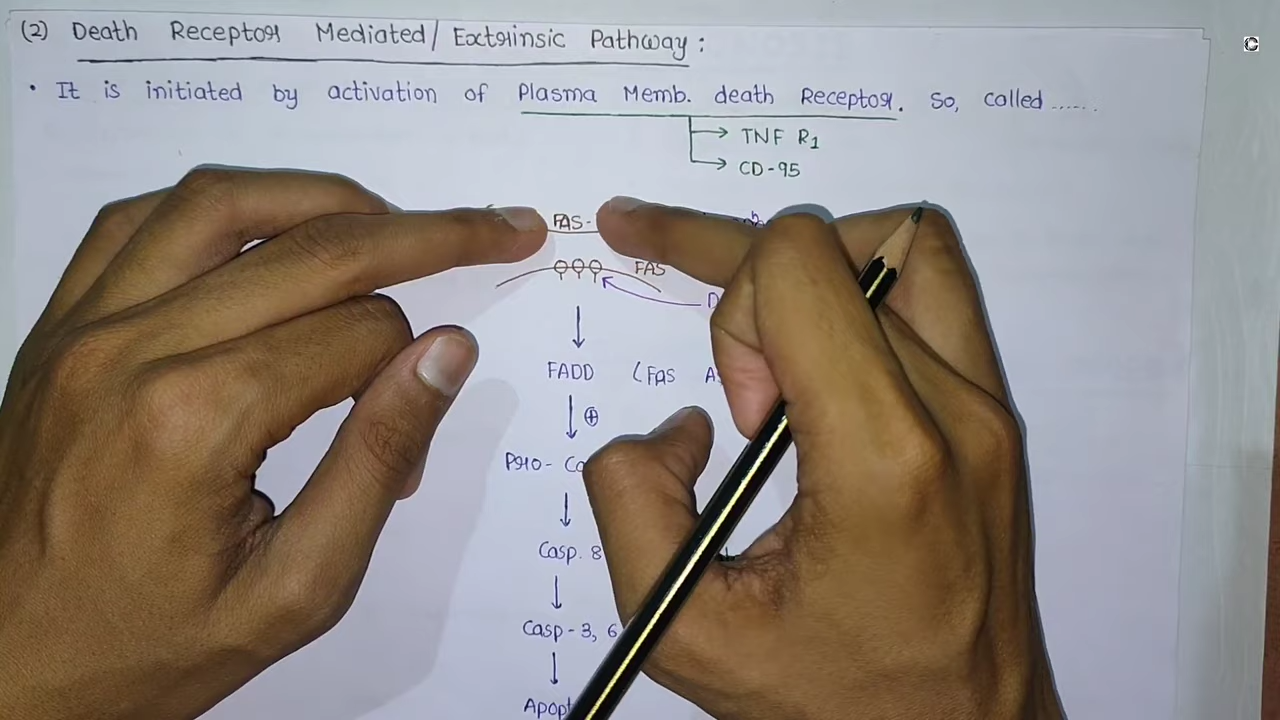 (2) Death Receptor Mediated/ Extrinsic Pathway :
• It is initiated by activation of Plasma Memb. death Receptor. So, called ......
TNF R1
CD-95
FAS-
FAS
FADD (FAS
+
Pro-
Casp. 8
Casp-3, 6